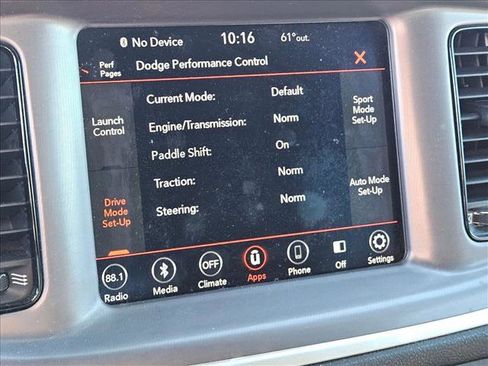 No Device 10:16 61°out.
Perf Pages Dodge Performance Control X
Current Mode: Default
Engine/Transmission: Norm
Paddle Shift: On
Traction: Norm
Steering: Norm
Launch
Control
Drive
Mode
Set-Up
Sport
Mode
Set-Up
Auto Mode
Set-Up
88.1 OFF ū
Radio Media Climate Apps Phone Off Settings